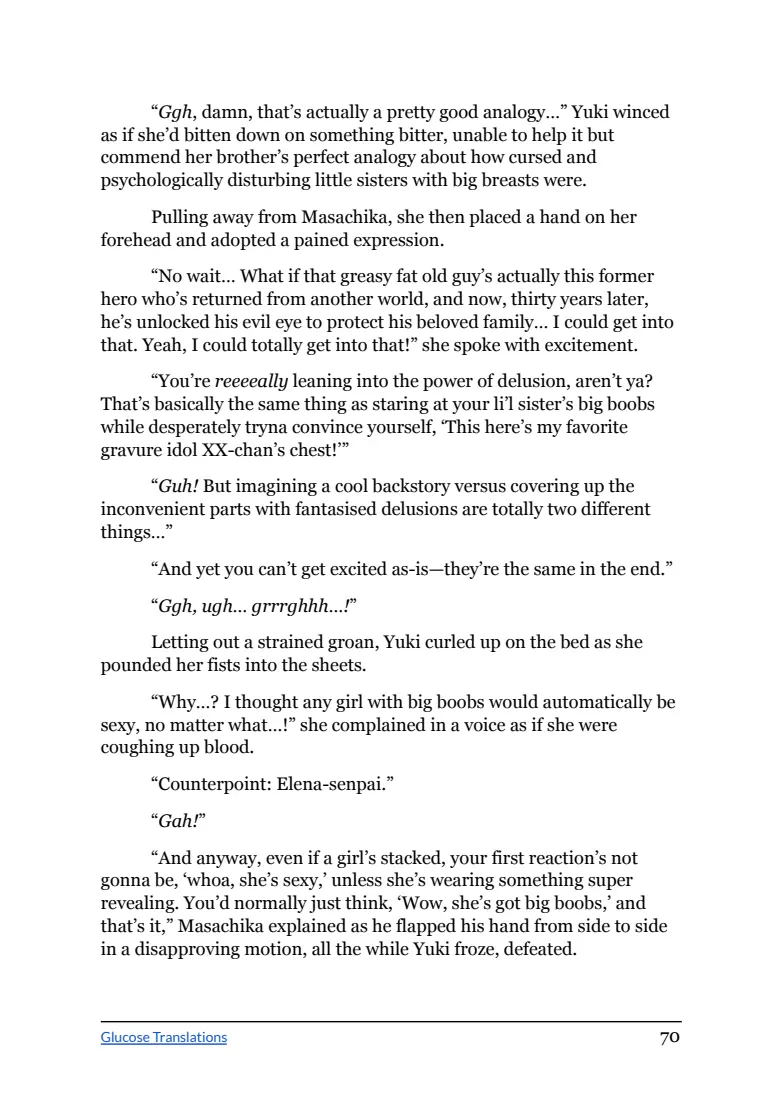 “Ggh, damn, that’s actually a pretty good analogy…” Yuki winced
as if she’d bitten down on something bitter, unable to help it but
commend her brother’s perfect analogy about how cursed and
psychologically disturbing little sisters with big breasts were.
Pulling away from Masachika, she then placed a hand on her
forehead and adopted a pained expression.
“No wait… What if that greasy fat old guy’s actually this former
hero who’s returned from another world, and now, thirty years later,
he’s unlocked his evil eye to protect his beloved family… I could get into
that. Yeah, I could totally get into that!” she spoke with excitement.
“You’re reeeeally leaning into the power of delusion, aren’t ya?
That’s basically the same thing as staring at your li’l sister’s big boobs
while desperately tryna convince yourself, ‘This here’s my favorite
gravure idol XX-chan’s chest!’”
“Guh! But imagining a cool backstory versus covering up the
inconvenient parts with fantasised delusions are totally two different
things…”
“And yet you can’t get excited as-is—they’re the same in the end.”
“Ggh, ugh… grrrghhh…!”
Letting out a strained groan, Yuki curled up on the bed as she
pounded her fists into the sheets.
“Why…? I thought any girl with big boobs would automatically be
sexy, no matter what…!” she complained in a voice as if she were
coughing up blood.
“Counterpoint: Elena-senpai.”
“Gah!”
“And anyway, even if a girl’s stacked, your first reaction’s not
gonna be, ‘whoa, she’s sexy,’ unless she’s wearing something super
revealing. You’d normally just think, ‘Wow, she’s got big boobs,’ and
that’s it,” Masachika explained as he flapped his hand from side to side
in a disapproving motion, all the while Yuki froze, defeated.
Glucose Translations 70